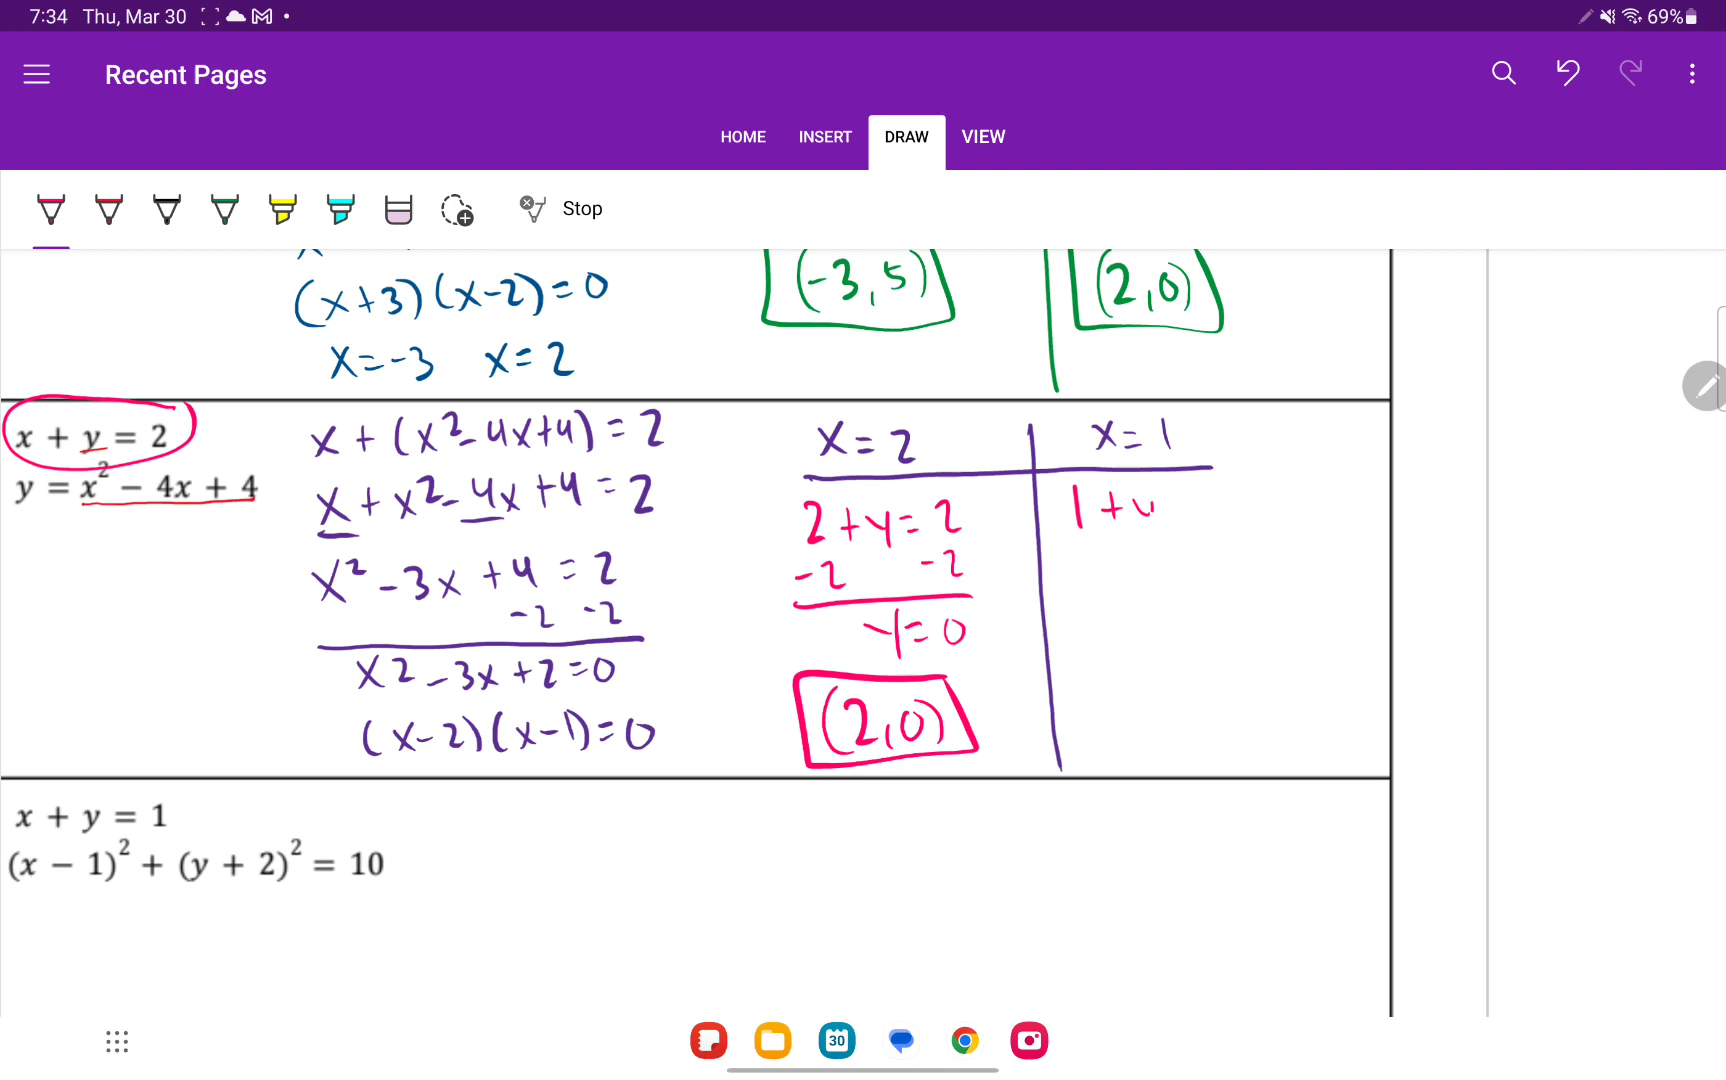 7:34 Thu, Mar 30
69%
Recent Pages
HOME INSERT DRAW VIEW
Stop
(x+3)(x-2)=0
x=-3 x=2
(-3,5)
(2,0)
x + y = 2
y = x² − 4x + 4
x + (x²-4x+4) = 2
x + x²-4x+4 = 2
x² -3x +4 = 2
-2 -2
x2 -3x +2=0
(x-2)(x-1)=0
x=2
2+y=2
-2 -2
y=0
(2,0)
x=1
1+
x + y = 1
(x − 1)² + (y + 2)² = 10
30